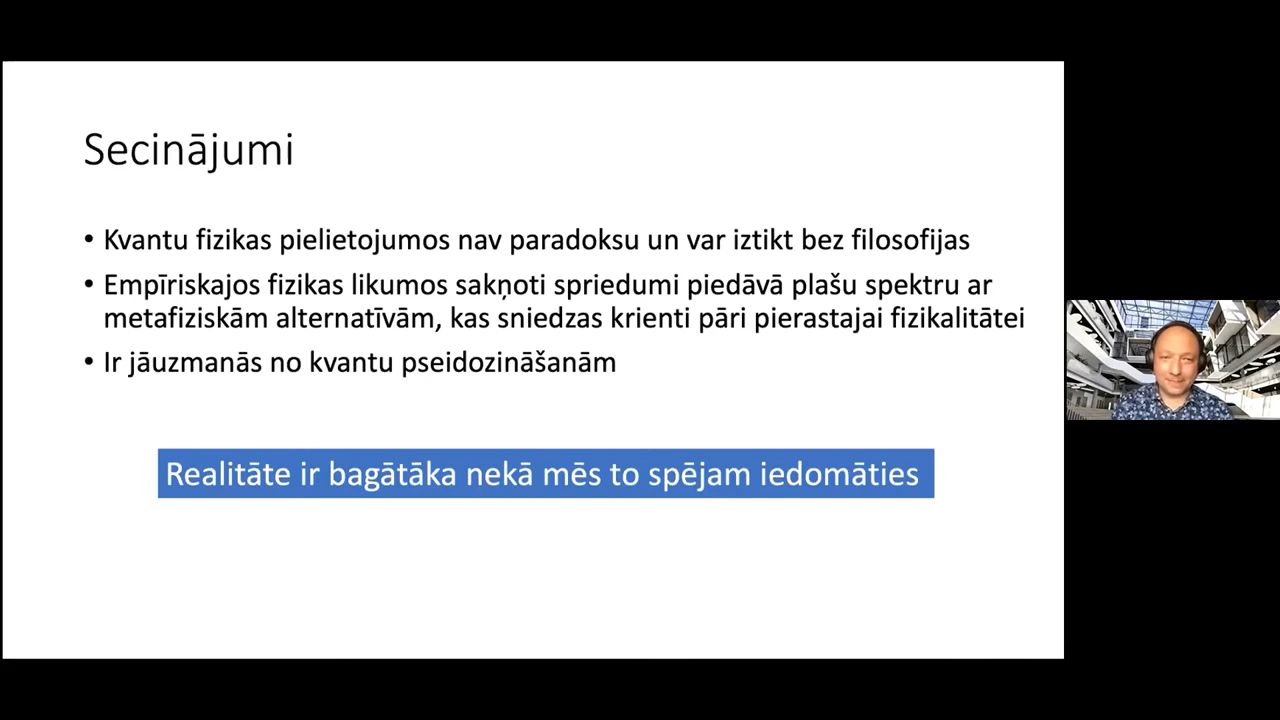 Secinājumi
• Kvantu fizikas pielietojumos nav paradoksu un var iztikt bez filosofijas
• Empīriskajos fizikas likumos sakņoti spriedumi piedāvā plašu spektru ar
metafiziskām alternatīvām, kas sniedzas krienti pāri pierastajai fizikalitātei
• Ir jāuzmanās no kvantu pseidozināšanām
Realitāte ir bagātāka nekā mēs to spējam iedomāties